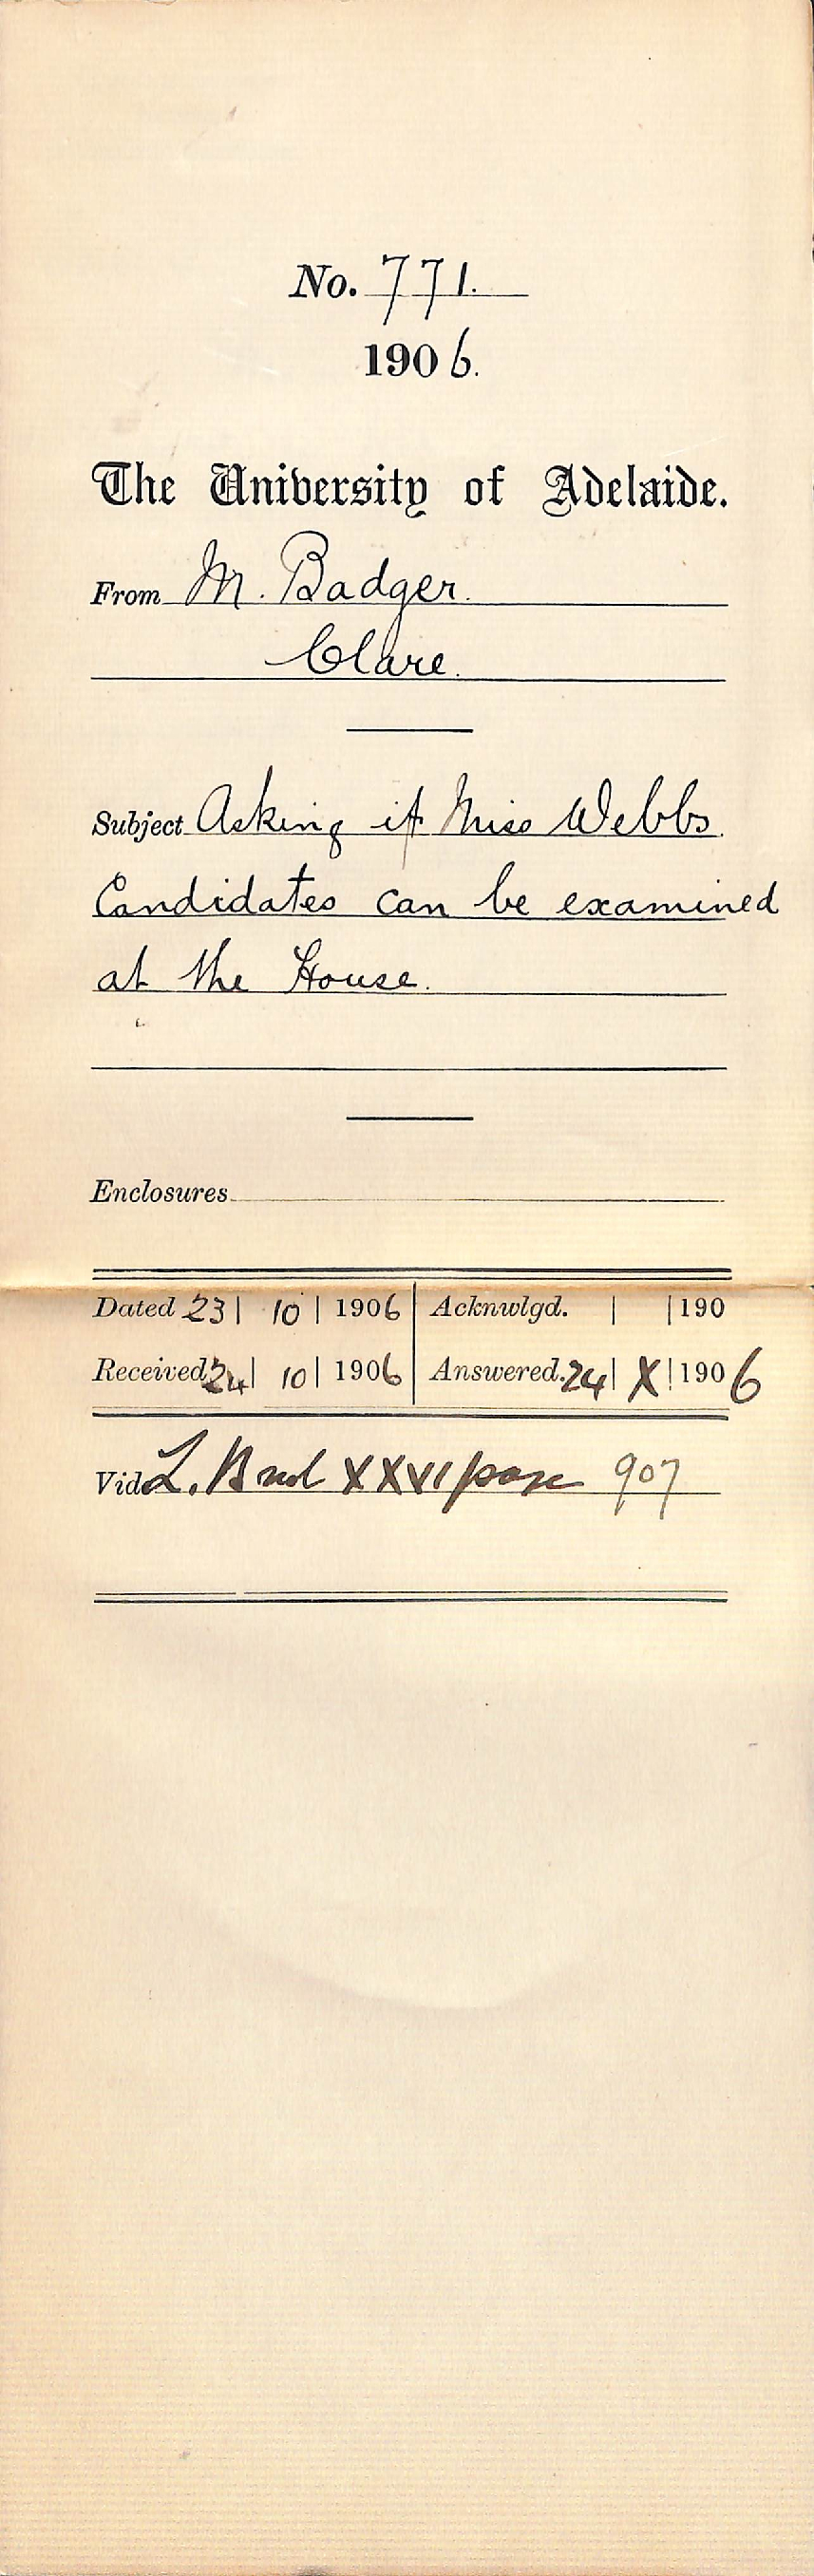 No. 771.
1906.
The University of Adelaide.
From M. Badger.
Clare.
Subject Asking if Miss Webbs
Candidates can be examined
at the House.
Enclosures
Dated 23 | 10 | 1906 Acknwlgd. | | 190
Received 24 | 10 | 1906 Answered. 24 | X | 1906
Vide L. XXVI page 907